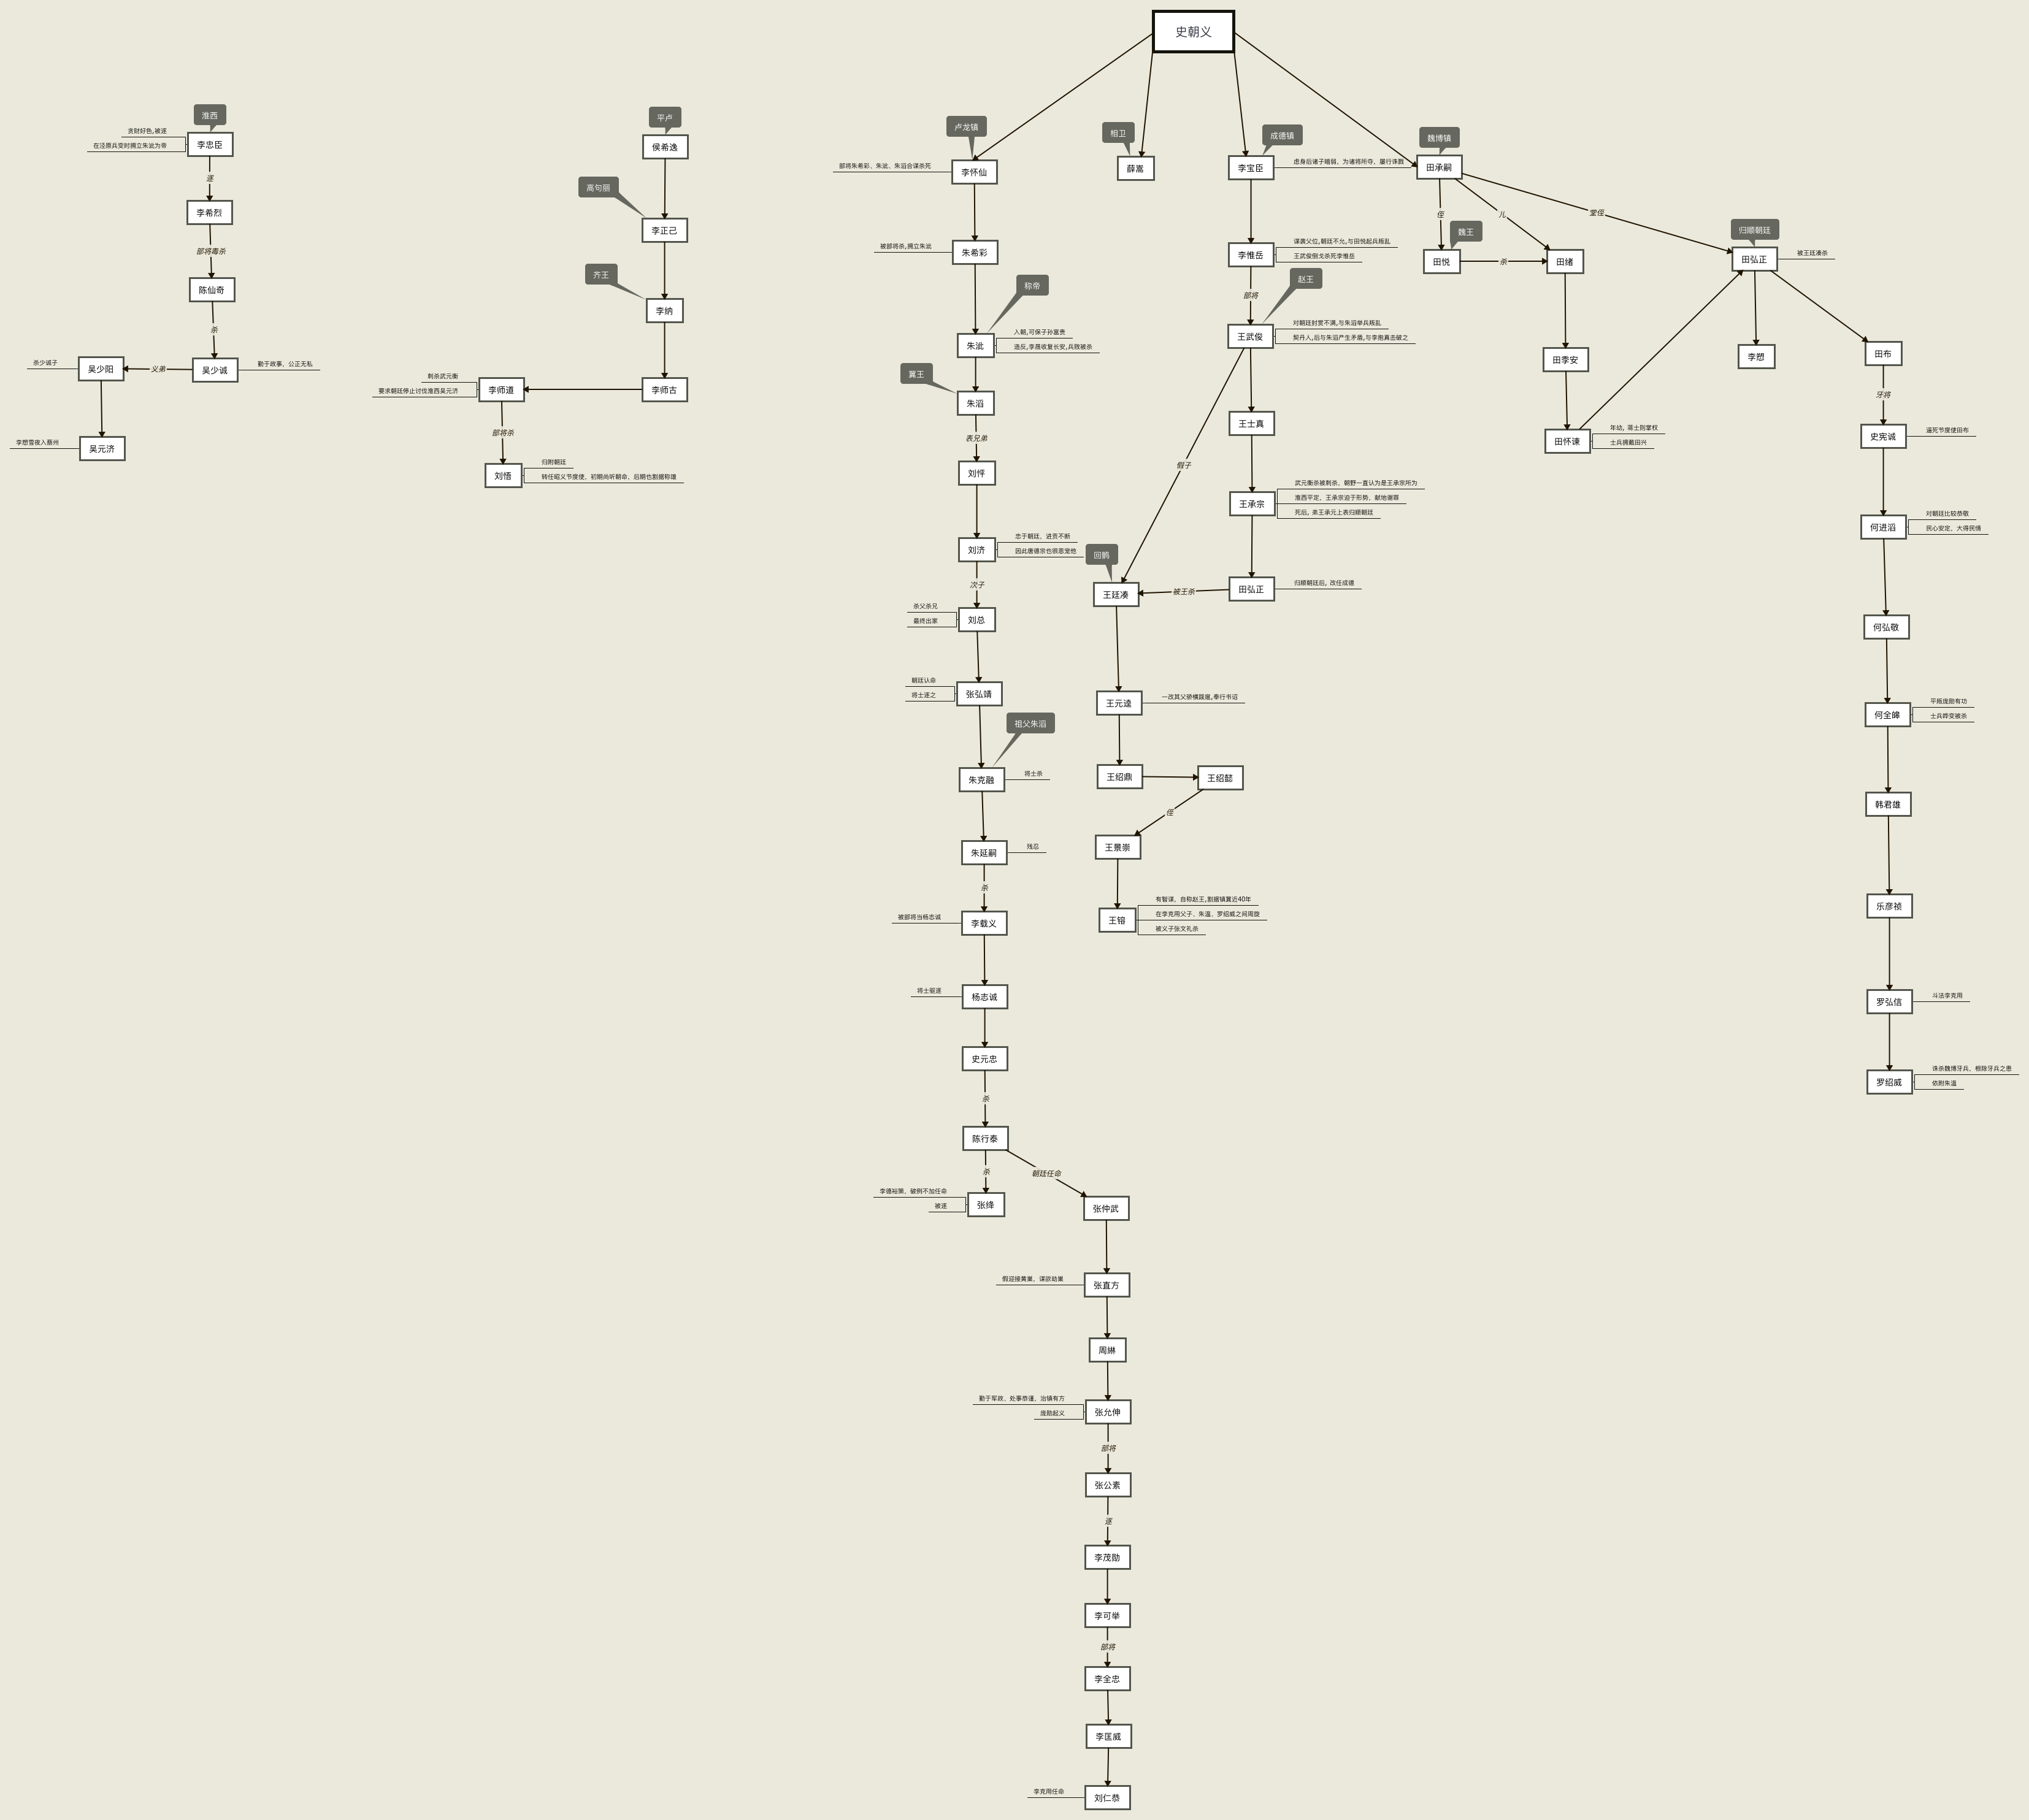 史朝义
淮西
李忠臣
贪财好色,被逐
在泾原兵变时拥立朱泚为帝
逐
李希烈
部将毒杀
陈仙奇
杀
吴少诚
勤于政事、公正无私
义弟
吴少阳
杀少诚子
吴元济
李愬雪夜入蔡州
平卢
侯希逸
高句丽
李正己
齐王
李纳
李师古
李师道
刺杀武元衡
要求朝廷停止讨伐淮西吴元济
部将杀
刘悟
归附朝廷
转任昭义节度使、初期尚听朝命、后期也割据称雄
卢龙镇
李怀仙
部将朱希彩、朱泚、朱滔合谋杀死
朱希彩
被部将杀,拥立朱泚
称帝
朱泚
入朝,可保子孙富贵
造反,李晟收复长安,兵败被杀
冀王
朱滔
表兄弟
刘怦
刘济
忠于朝廷、进贡不断
因此唐德宗也很恩宠他
次子
刘总
杀父杀兄
最终出家
张弘靖
朝廷认命
将士逐之
祖父朱滔
朱克融
将士杀
朱延嗣
残忍
杀
李载义
被部将当杨志诚
杨志诚
将士驱逐
史元忠
杀
陈行泰
杀
朝廷任命
张绛
李德裕策、破例不加任命
被逐
张仲武
张直方
假迎接黄巢、谋欲劫巢
周綝
张允伸
勤于军政、处事恭谨、治镇有方
庞勋起义
部将
张公素
逐
李茂勋
李可举
部将
李全忠
李匡威
刘仁恭
李克用任命
相卫
薛嵩
成德镇
李宝臣
虑身后诸子暗弱、为诸将所夺、屡行诛戮
李惟岳
谋袭父位,朝廷不允,与田悦起兵叛乱
王武俊倒戈杀死李惟岳
部将
赵王
王武俊
对朝廷封赏不满,与朱滔举兵叛乱
契丹人,后与朱滔产生矛盾,与李抱真击破之
假子
王士真
王承宗
武元衡杀被刺杀、朝野一直认为是王承宗所为
淮西平定、王承宗迫于形势、献地谢罪
死后, 弟王承元上表归顺朝廷
田弘正
归顺朝廷后, 改任成德
被王杀
回鹘
王廷凑
王元逵
一改其父骄横跋扈,奉行书诏
王绍鼎
王绍懿
侄
王景崇
王镕
有智谋、自称赵王,割据镇冀近40年
在李克用父子、朱温、罗绍威之间周旋
被义子张文礼杀
魏博镇
田承嗣
侄
儿
堂侄
魏王
田悦
杀
田绪
田季安
田怀谏
年幼, 蒋士则掌权
士兵拥戴田兴
归顺朝廷
田弘正
被王廷凑杀
李愬
田布
牙将
史宪诚
逼死节度使田布
何进滔
对朝廷比较恭敬
民心安定、大得民情
何弘敬
何全皞
平叛庞勋有功
士兵哗变被杀
韩君雄
乐彦祯
罗弘信
斗法李克用
罗绍威
诛杀魏博牙兵、根除牙兵之患
依附朱温